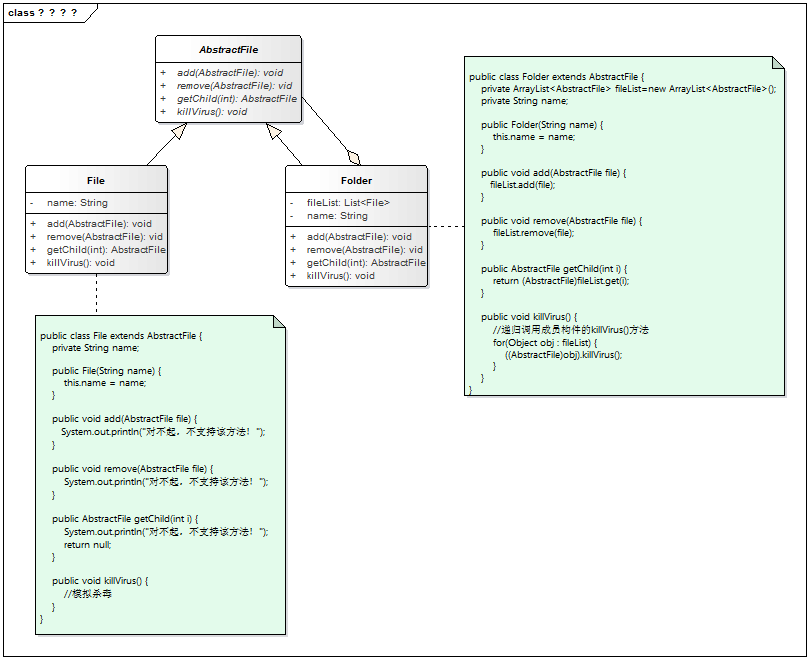 class ? ? ? ?
AbstractFile
+ add(AbstractFile): void
+ remove(AbstractFile): vid
+ getChild(int): AbstractFile
+ killVirus(): void
File
- name: String
+ add(AbstractFile): void
+ remove(AbstractFile): vid
+ getChild(int): AbstractFile
+ killVirus(): void
Folder
- fileList: List<File>
- name: String
+ add(AbstractFile): void
+ remove(AbstractFile): vid
+ getChild(int): AbstractFile
+ killVirus(): void
public class Folder extends AbstractFile {
private ArrayList<AbstractFile> fileList=new ArrayList<AbstractFile>();
private String name;
public Folder(String name) {
this.name = name;
}
public void add(AbstractFile file) {
fileList.add(file);
}
public void remove(AbstractFile file) {
fileList.remove(file);
}
public AbstractFile getChild(int i) {
return (AbstractFile)fileList.get(i);
}
public void killVirus() {
//递归调用成员构件的killVirus()方法
for(Object obj : fileList) {
((AbstractFile)obj).killVirus();
}
}
}
public class File extends AbstractFile {
private String name;
public File(String name) {
this.name = name;
}
public void add(AbstractFile file) {
System.out.println("对不起，不支持该方法！");
}
public void remove(AbstractFile file) {
System.out.println("对不起，不支持该方法！");
}
public AbstractFile getChild(int i) {
System.out.println("对不起，不支持该方法！");
return null;
}
public void killVirus() {
//模拟杀毒
}
}